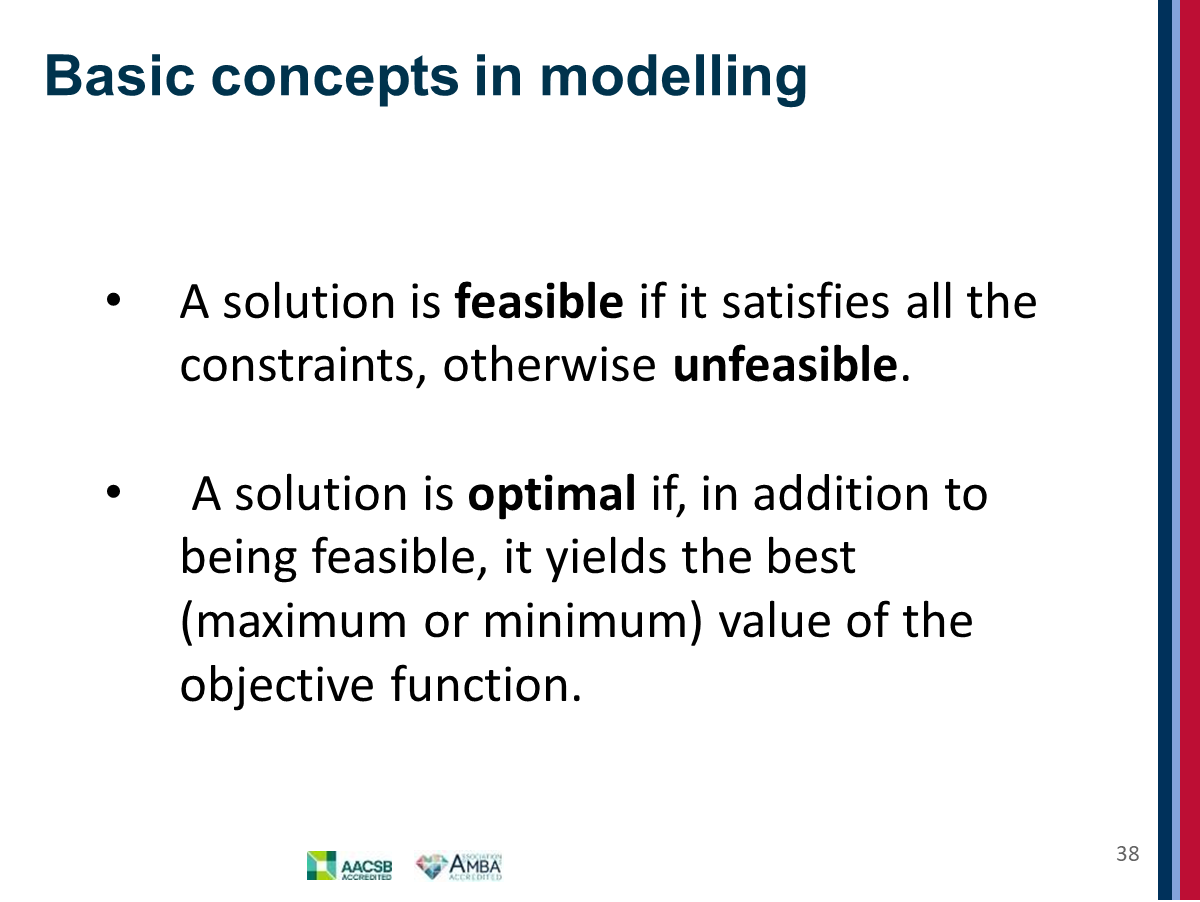 Basic concepts in modelling
• A solution is feasible if it satisfies all the
constraints, otherwise unfeasible.
• A solution is optimal if, in addition to
being feasible, it yields the best
(maximum or minimum) value of the
objective function.
AACSB
ACCREDITED
ASSOCIATION
AMBA
ACCREDITED
38